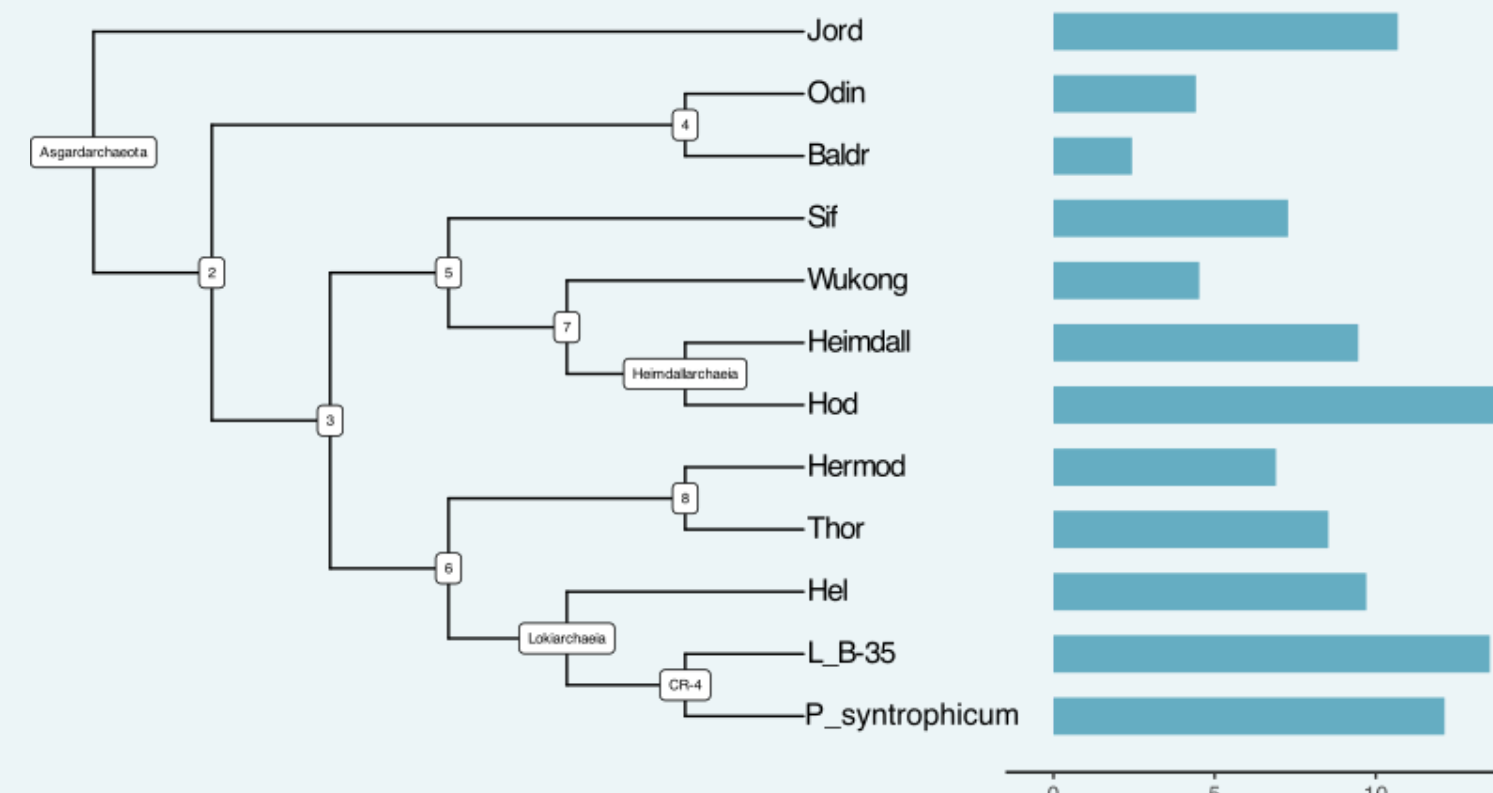 Jord
Odin
4
Asgardarchaeota
Baldr
Sif
2
5
Wukong
7
Heimdall
Heimdallarchaeia
Hod
3
Hermod
8
Thor
6
Hel
Lokiarchaeia
L_B-35
CR-4
P_syntrophicum
0 5 10